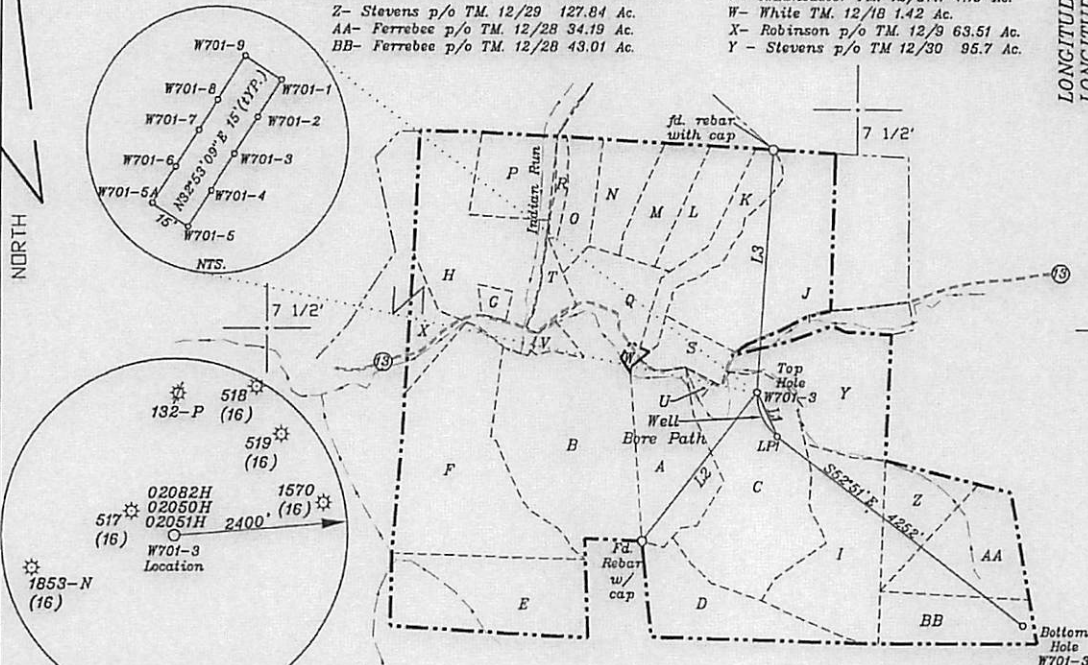 Z- Stevens p/o TM. 12/29 127.84 Ac.
AA- Ferrebee p/o TM. 12/28 34.19 Ac.
BB- Ferrebee p/o TM. 12/28 43.01 Ac.
W- White TM. 12/18 1.42 Ac.
X- Robinson p/o TM. 12/9 63.51 Ac.
Y - Stevens p/o TM 12/30 95.7 Ac.
LONGITUD
LONGITUD
NORTH
W701-9
W701-1
W701-8
W701-2
W701-7
W701-3
W701-6
W701-4
W701-5A
W701-5
N32°53'09"E 15'(tYP.)
15'
NTS.
7 1/2'
7 1/2'
fd. rebar
with cap
Indian Run
P
R
O
N
M
L
K
L3
H
G
T
Q
J
13
X
V
W
S
13
U
Top
Hole
W701-3
Well
Bore Path
L1
LP
Y
F
B
A
L2
C
S52°51'E 4252'
Z
AA
I
Fd.
Rebar
w/
cap
E
D
BB
Bottom
Hole
W701-3
132-P
518
(16)
519
(16)
1570
(16)
517
(16)
02082H
02050H
02051H
2400'
W701-3
Location
1853-N
(16)